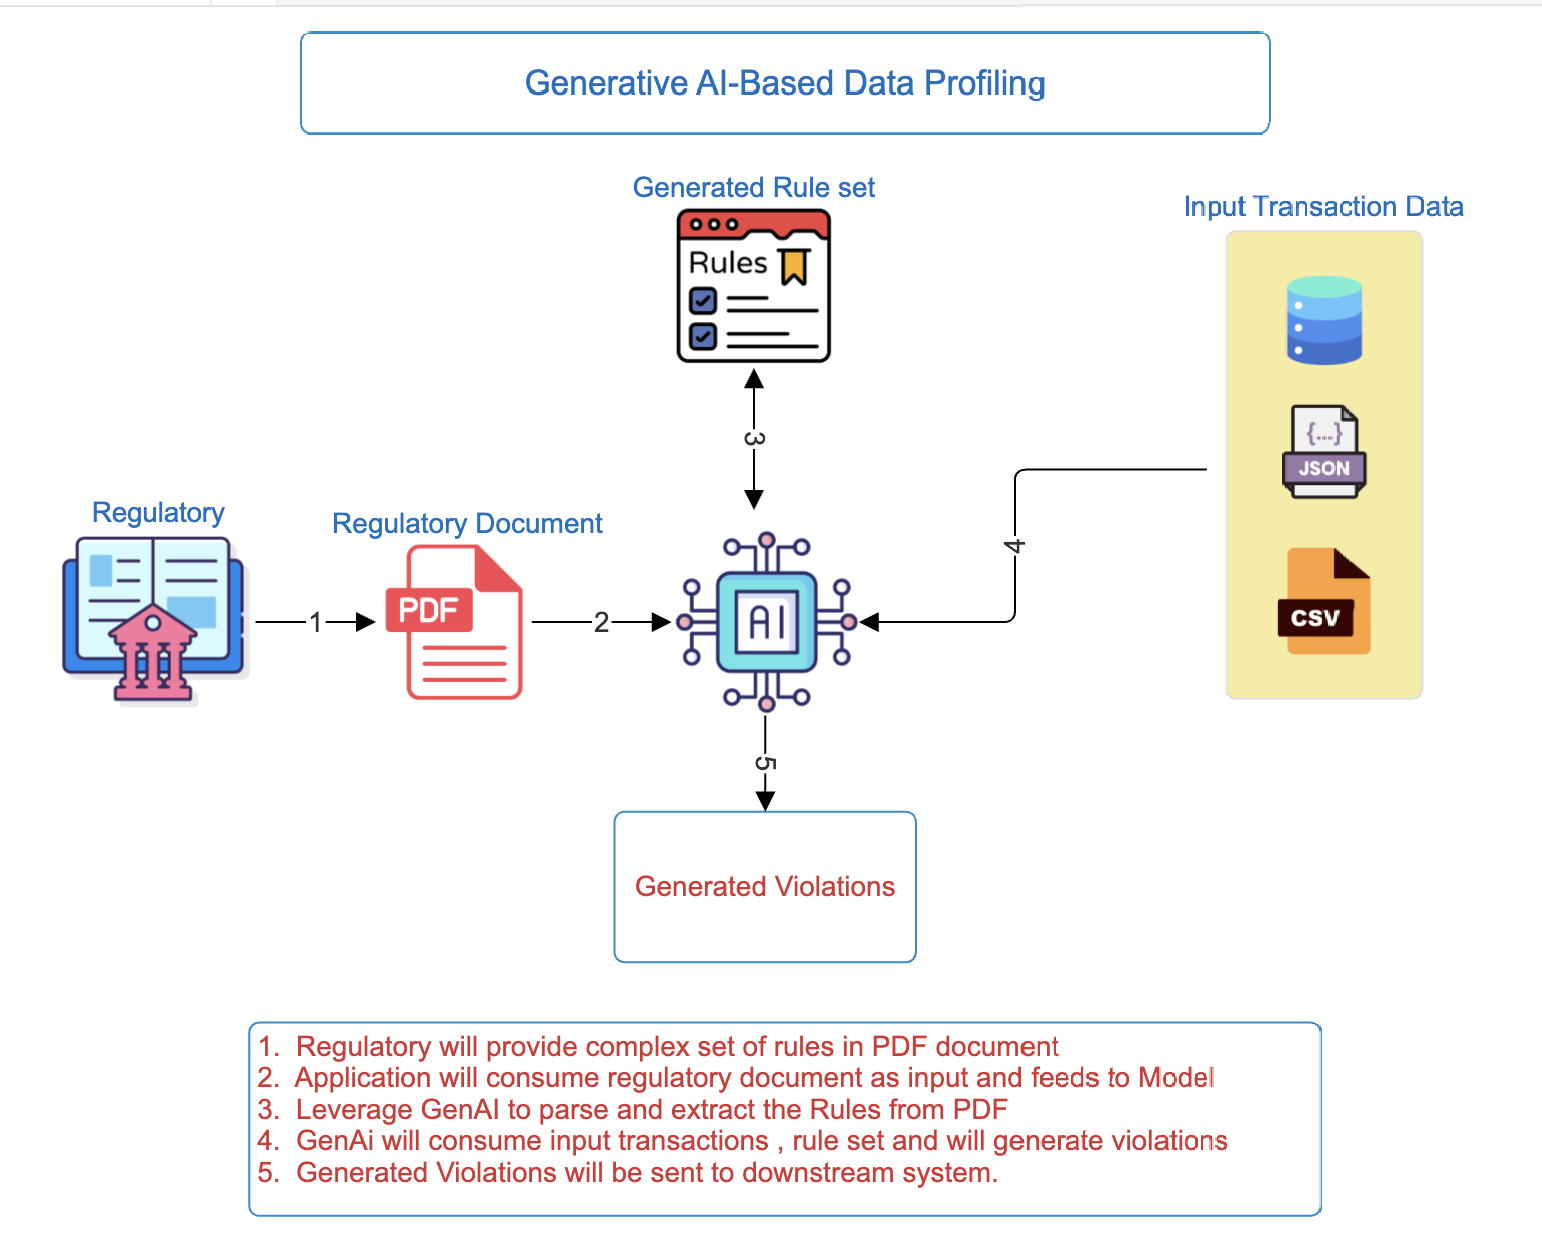 Generative AI-Based Data Profiling
Generated Rule set
Input Transaction Data
Rules
{...}
JSON
3
4
Regulatory
Regulatory Document
PDF
CSV
1
2
AI
5
Generated Violations
1. Regulatory will provide complex set of rules in PDF document
2. Application will consume regulatory document as input and feeds to Model
3. Leverage GenAI to parse and extract the Rules from PDF
4. GenAi will consume input transactions , rule set and will generate violations
5. Generated Violations will be sent to downstream system.